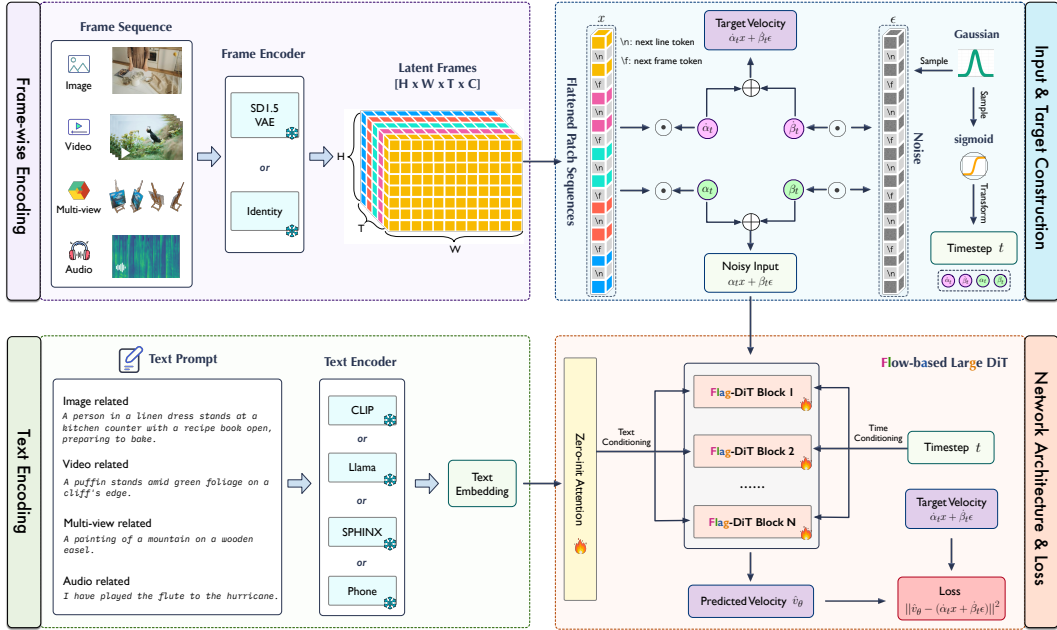 Frame-wise Encoding
Frame Sequence
Image
Video
Multi-view
Audio
Frame Encoder
SD1.5
VAE
or
Identity
Latent Frames
[H x W x T x C]
H
T
W
Input & Target Construction
Flattened Patch Sequences
x
\n
\f
\n
\f
\n
\f
\n
\f
\n
\n: next line token
\f: next frame token
Target Velocity
α̇ₜx + β̇ₜϵ
α̇ₜ
β̇ₜ
αₜ
βₜ
Noisy Input
αₜx + βₜϵ
ϵ
\n
\f
\n
\f
\n
\f
\n
\f
\n
Noise
Gaussian
Sample
Sample
sigmoid
Transform
Timestep t
α̇ₜ β̇ₜ αₜ βₜ
Text Encoding
Text Prompt
Image related
A person in a linen dress stands at a
kitchen counter with a recipe book open,
preparing to bake.
Video related
A puffin stands amid green foliage on a
cliff's edge.
Multi-view related
A painting of a mountain on a wooden
easel.
Audio related
I have played the flute to the hurricane.
Text Encoder
CLIP
or
Llama
or
SPHINX
or
Phone
Text
Embedding
Network Architecture & Loss
Flow-based Large DiT
Zero-init Attention
Text
Conditioning
Flag-DiT Block 1
Flag-DiT Block 2
......
Flag-DiT Block N
Time
Conditioning
Timestep t
Target Velocity
α̇ₜx + β̇ₜϵ
Predicted Velocity v̂θ
Loss
||v̂θ − (α̇ₜx + β̇ₜϵ)||²